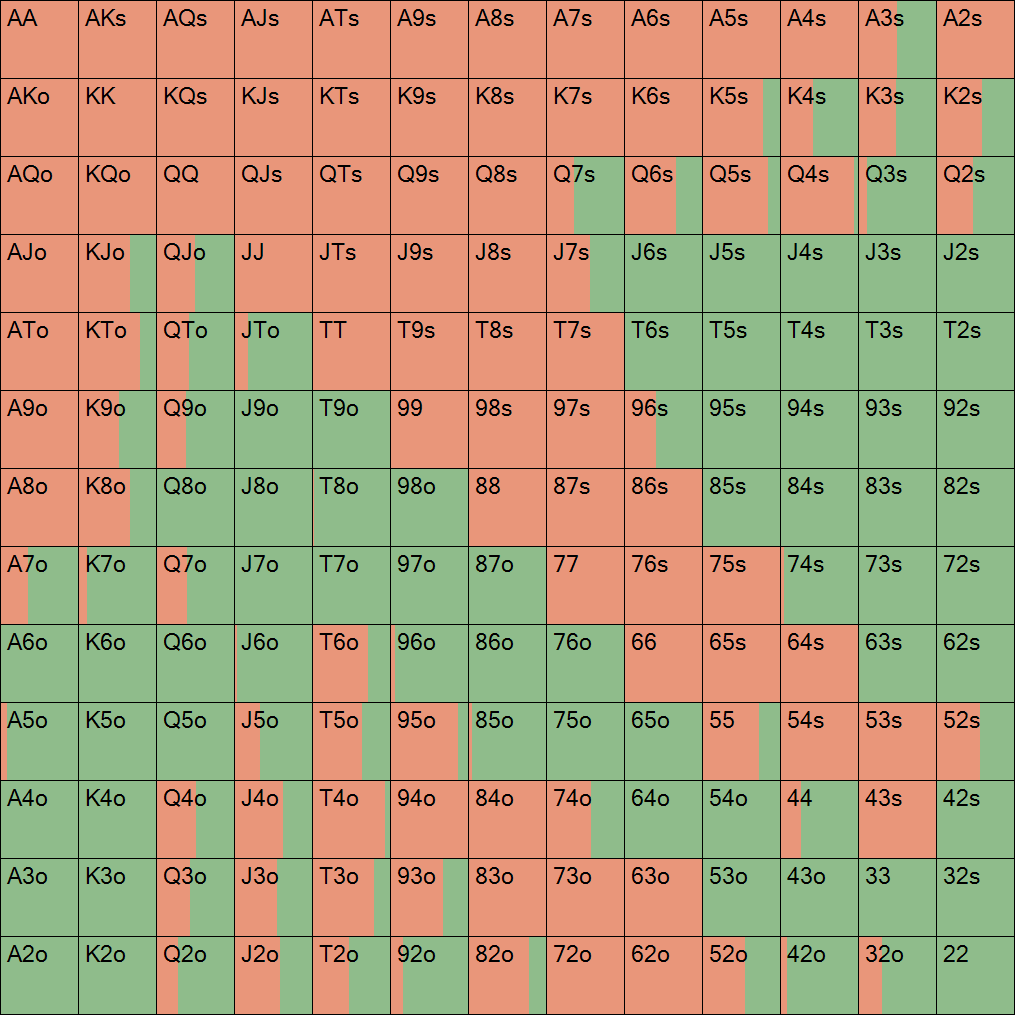 AA AKs AQs AJs ATs A9s A8s A7s A6s A5s A4s A3s A2s
AKo KK KQs KJs KTs K9s K8s K7s K6s K5s K4s K3s K2s
AQo KQo QQ QJs QTs Q9s Q8s Q7s Q6s Q5s Q4s Q3s Q2s
AJo KJo QJo JJ JTs J9s J8s J7s J6s J5s J4s J3s J2s
ATo KTo QTo JTo TT T9s T8s T7s T6s T5s T4s T3s T2s
A9o K9o Q9o J9o T9o 99 98s 97s 96s 95s 94s 93s 92s
A8o K8o Q8o J8o T8o 98o 88 87s 86s 85s 84s 83s 82s
A7o K7o Q7o J7o T7o 97o 87o 77 76s 75s 74s 73s 72s
A6o K6o Q6o J6o T6o 96o 86o 76o 66 65s 64s 63s 62s
A5o K5o Q5o J5o T5o 95o 85o 75o 65o 55 54s 53s 52s
A4o K4o Q4o J4o T4o 94o 84o 74o 64o 54o 44 43s 42s
A3o K3o Q3o J3o T3o 93o 83o 73o 63o 53o 43o 33 32s
A2o K2o Q2o J2o T2o 92o 82o 72o 62o 52o 42o 32o 22